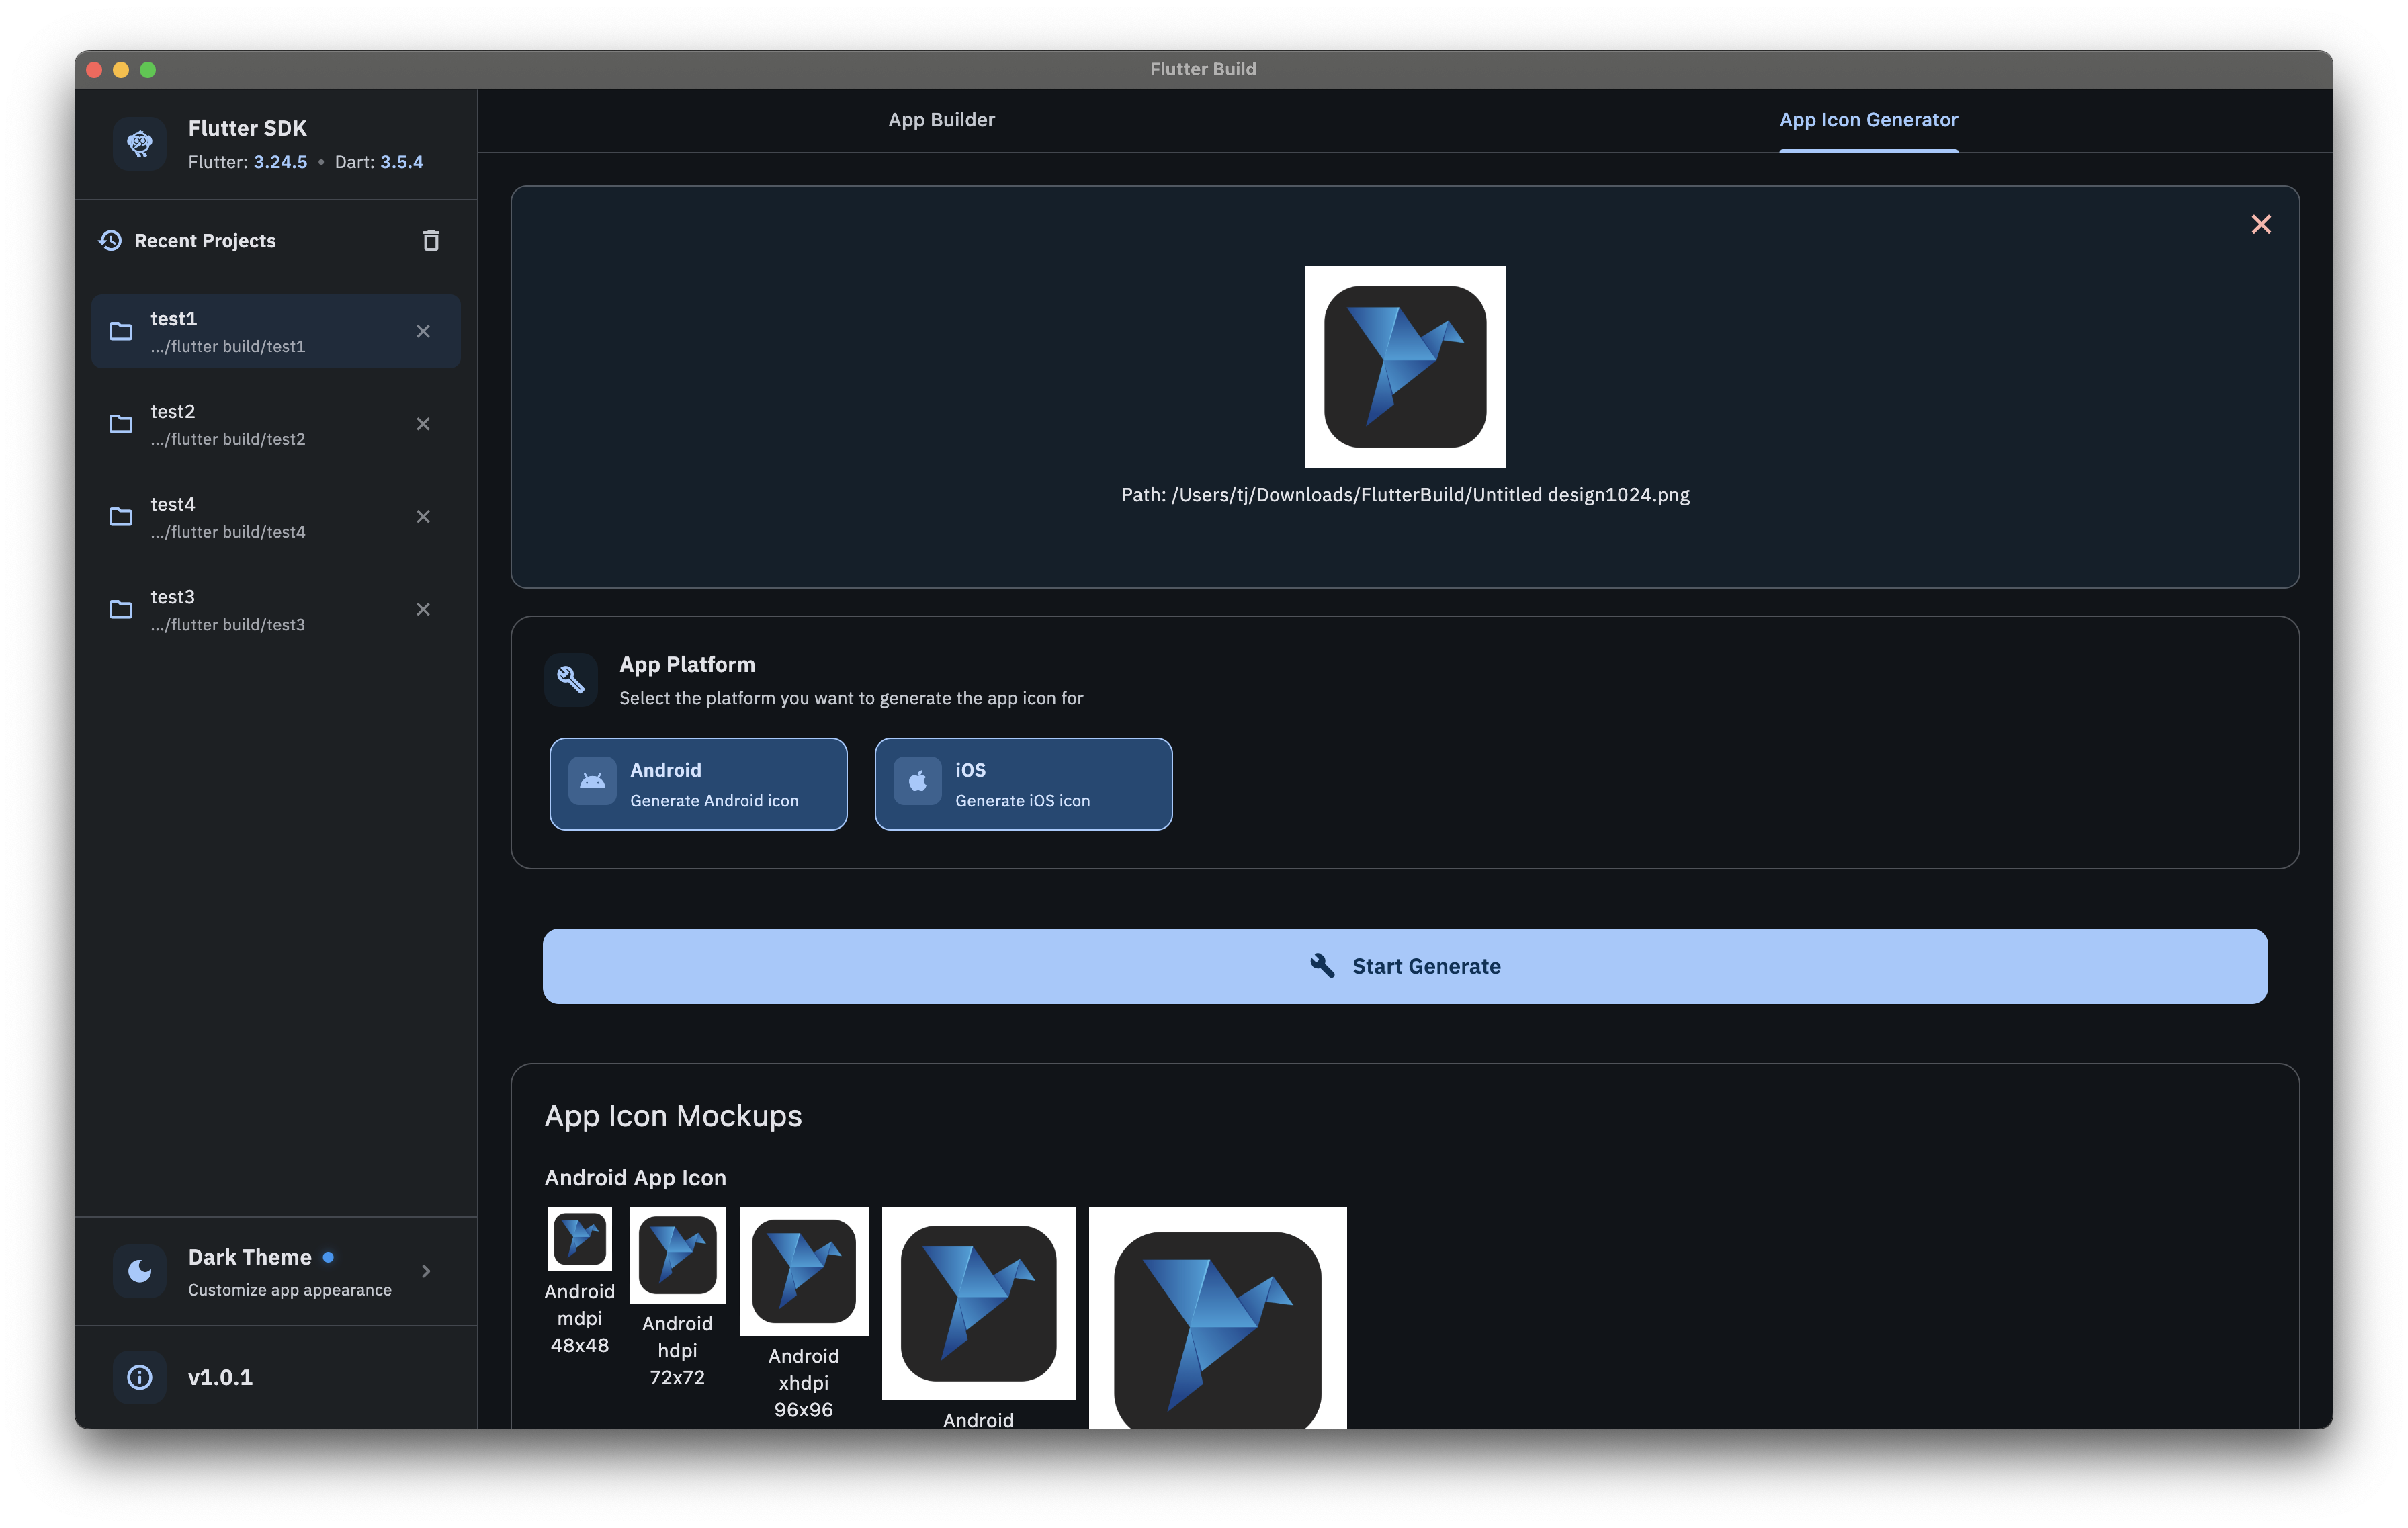 Flutter Build
Flutter SDK
Flutter: 3.24.5 • Dart: 3.5.4
Recent Projects
test1
.../flutter build/test1
test2
.../flutter build/test2
test4
.../flutter build/test4
test3
.../flutter build/test3
Dark Theme
Customize app appearance
v1.0.1
App Builder
App Icon Generator
Path: /Users/tj/Downloads/FlutterBuild/Untitled design1024.png
App Platform
Select the platform you want to generate the app icon for
Android
Generate Android icon
iOS
Generate iOS icon
Start Generate
App Icon Mockups
Android App Icon
Android
mdpi
48x48
Android
hdpi
72x72
Android
xhdpi
96x96
Android